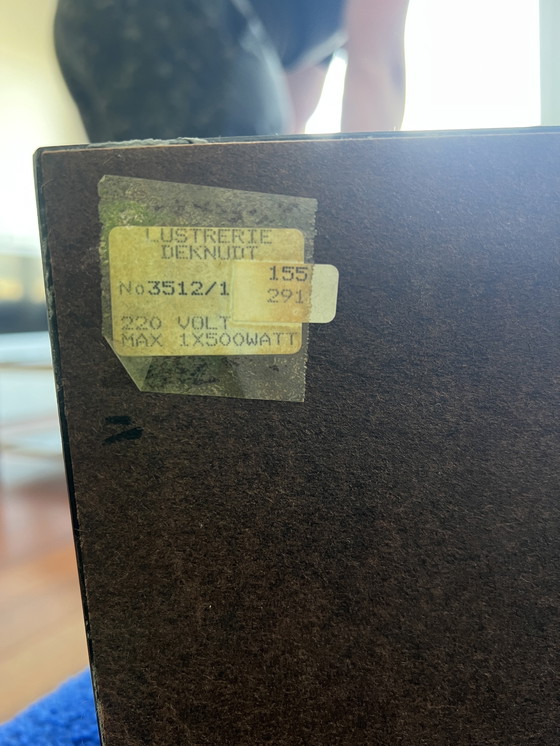 LUSTRERIE
DEKNUDT
No3512/1
155
291
220 VOLT
MAX 1X500WATT